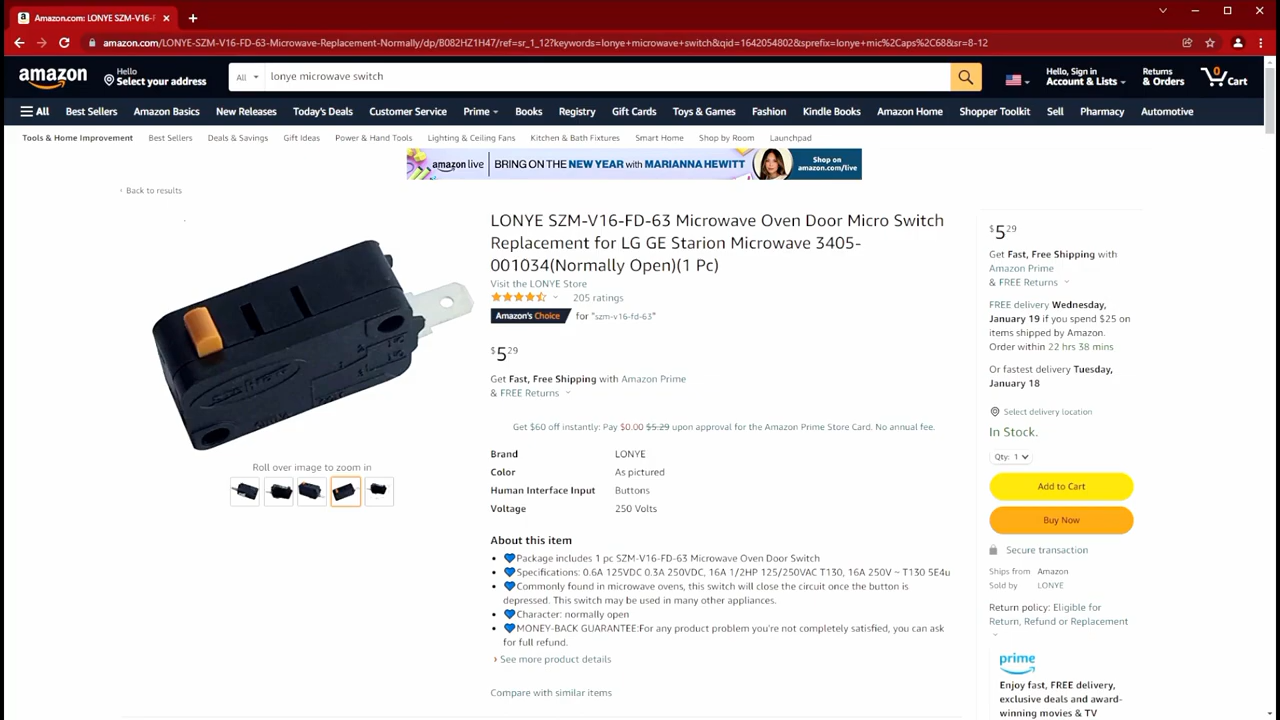 Amazon.com: LONYE SZM-V16-F
amazon.com/LONYE-SZM-V16-FD-63-Microwave-Replacement-Normally/dp/B082HZ1H47/ref=sr_1_12?keywords=lonye+microwave+switch&qid=1642054802&sprefix=lonye+mic%2Caps%2C68&sr=8-12
amazon
Hello
Select your address
All
lonye microwave switch
Hello, Sign in
Account & Lists
Returns
& Orders
0
Cart
All
Best Sellers
Amazon Basics
New Releases
Today's Deals
Customer Service
Prime
Books
Registry
Gift Cards
Toys & Games
Fashion
Kindle Books
Amazon Home
Shopper Toolkit
Sell
Pharmacy
Automotive
Tools & Home Improvement
Best Sellers
Deals & Savings
Gift Ideas
Power & Hand Tools
Lighting & Ceiling Fans
Kitchen & Bath Fixtures
Smart Home
Shop by Room
Launchpad
amazon live
BRING ON THE NEW YEAR with MARIANNA HEWITT
Shop on
amazon.com/live
‹ Back to results
Roll over image to zoom in
LONYE SZM-V16-FD-63 Microwave Oven Door Micro Switch
Replacement for LG GE Starion Microwave 3405-
001034(Normally Open)(1 Pc)
Visit the LONYE Store
205 ratings
Amazon's Choice for "szm-v16-fd-63"
$5 29
Get Fast, Free Shipping with Amazon Prime
& FREE Returns
Get $60 off instantly: Pay $0.00 $5.29 upon approval for the Amazon Prime Store Card. No annual fee.
Brand LONYE
Color As pictured
Human Interface Input Buttons
Voltage 250 Volts
About this item
• 💙Package includes 1 pc SZM-V16-FD-63 Microwave Oven Door Switch
• 💙Specifications: 0.6A 125VDC 0.3A 250VDC, 16A 1/2HP 125/250VAC T130, 16A 250V ~ T130 5E4u
• 💙Commonly found in microwave ovens, this switch will close the circuit once the button is
depressed. This switch may be used in many other appliances.
• 💙Character: normally open
• 💙MONEY-BACK GUARANTEE:For any product problem you're not completely satisfied, you can ask
for full refund.
› See more product details
Compare with similar items
$5 29
Get Fast, Free Shipping with
Amazon Prime
& FREE Returns
FREE delivery Wednesday,
January 19 if you spend $25 on
items shipped by Amazon.
Order within 22 hrs 38 mins
Or fastest delivery Tuesday,
January 18
Select delivery location
In Stock.
Qty: 1
Add to Cart
Buy Now
Secure transaction
Ships from Amazon
Sold by LONYE
Return policy: Eligible for
Return, Refund or Replacement
prime
Enjoy fast, FREE delivery,
exclusive deals and award-
winning movies & TV